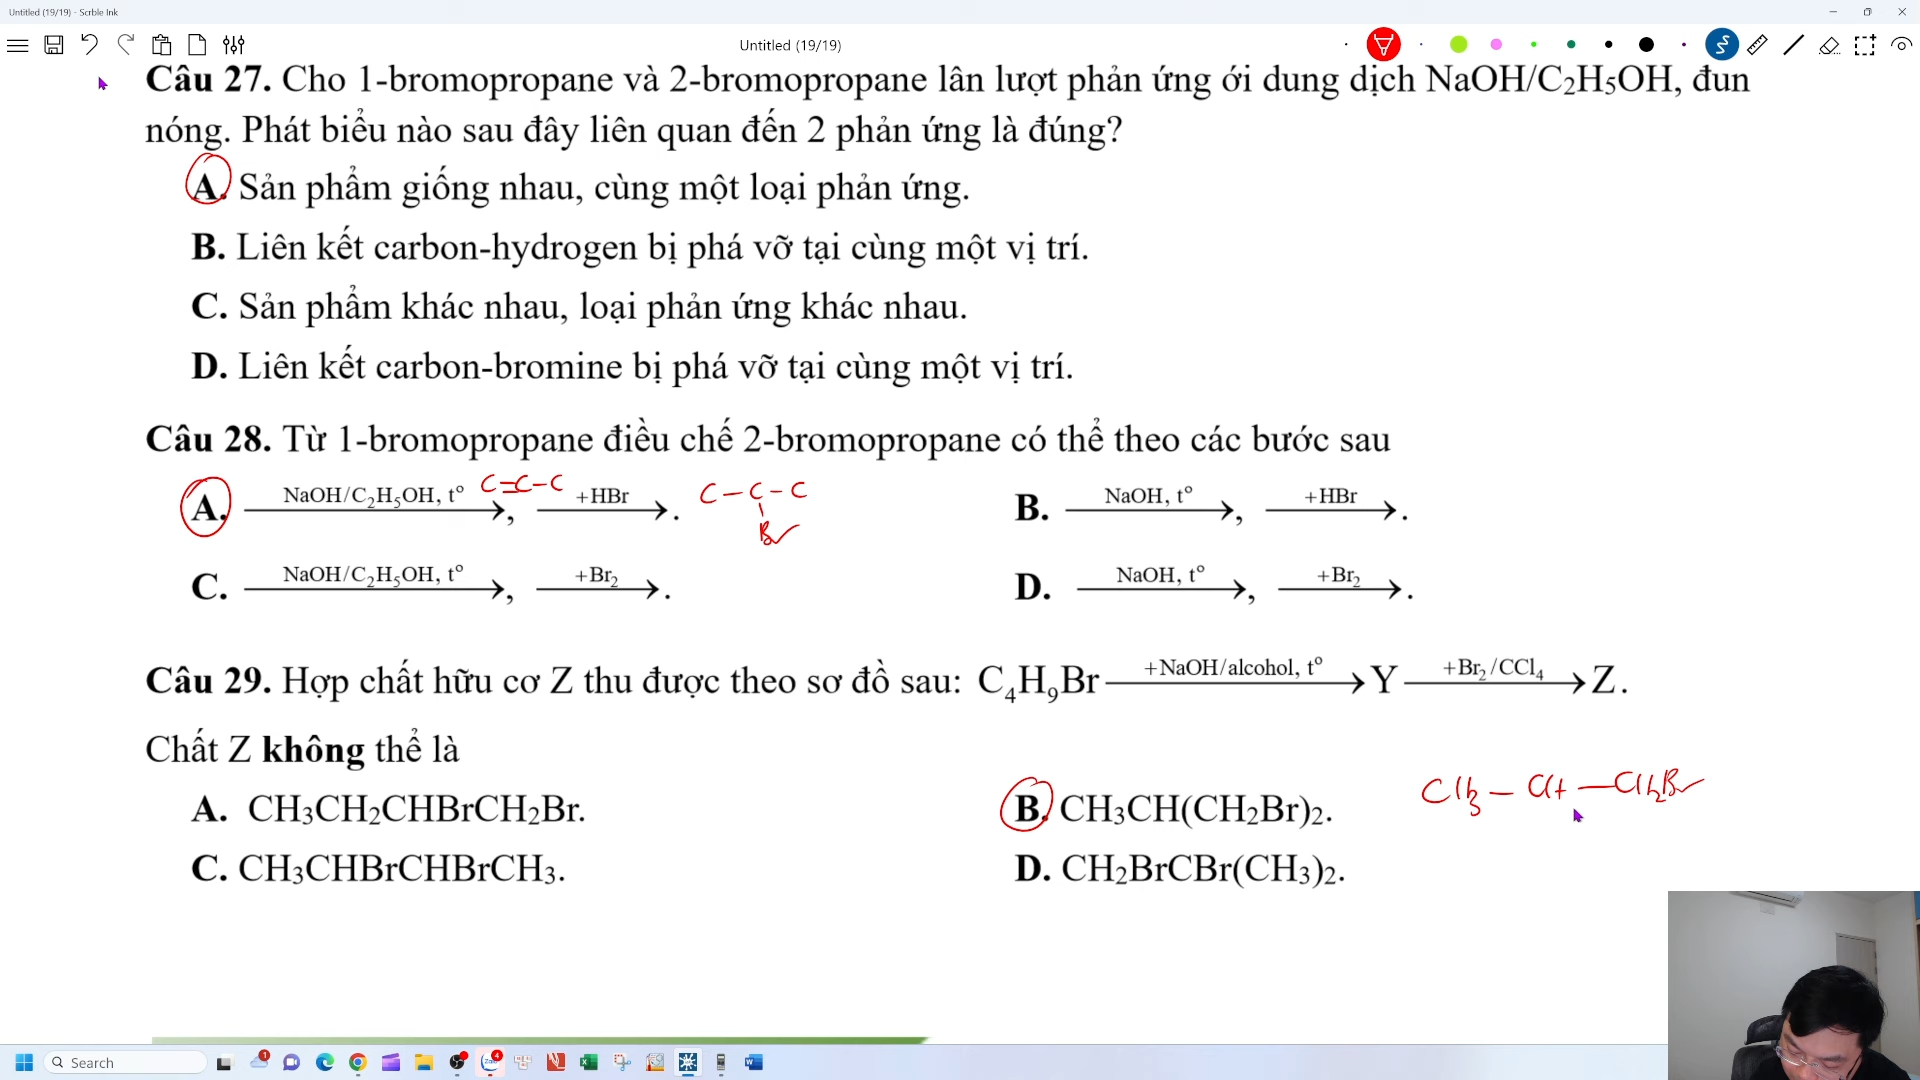 Untitled (19/19) - Scrble Ink
Untitled (19/19)
Câu 27. Cho 1-bromopropane và 2-bromopropane lân lượt phản ứng ới dung dịch NaOH/C2H5OH, đun
nóng. Phát biểu nào sau đây liên quan đến 2 phản ứng là đúng?
A. Sản phẩm giống nhau, cùng một loại phản ứng.
B. Liên kết carbon-hydrogen bị phá vỡ tại cùng một vị trí.
C. Sản phẩm khác nhau, loại phản ứng khác nhau.
D. Liên kết carbon-bromine bị phá vỡ tại cùng một vị trí.
Câu 28. Từ 1-bromopropane điều chế 2-bromopropane có thể theo các bước sau
A. NaOH/C₂H₅OH, t° C=C-C, +HBr. C-C-C
Br
B. NaOH, t°, +HBr.
C. NaOH/C₂H₅OH, t°, +Br₂.
D. NaOH, t°, +Br₂.
Câu 29. Hợp chất hữu cơ Z thu được theo sơ đồ sau: C₄H₉Br +NaOH/alcohol, t° → Y +Br₂/CCl₄ → Z.
Chất Z không thể là
A. CH3CH2CHBrCH2Br.
B. CH3CH(CH2Br)2. CH₃-CH-CH₂Br
C. CH3CHBrCHBrCH3.
D. CH2BrCBr(CH3)2.
Search